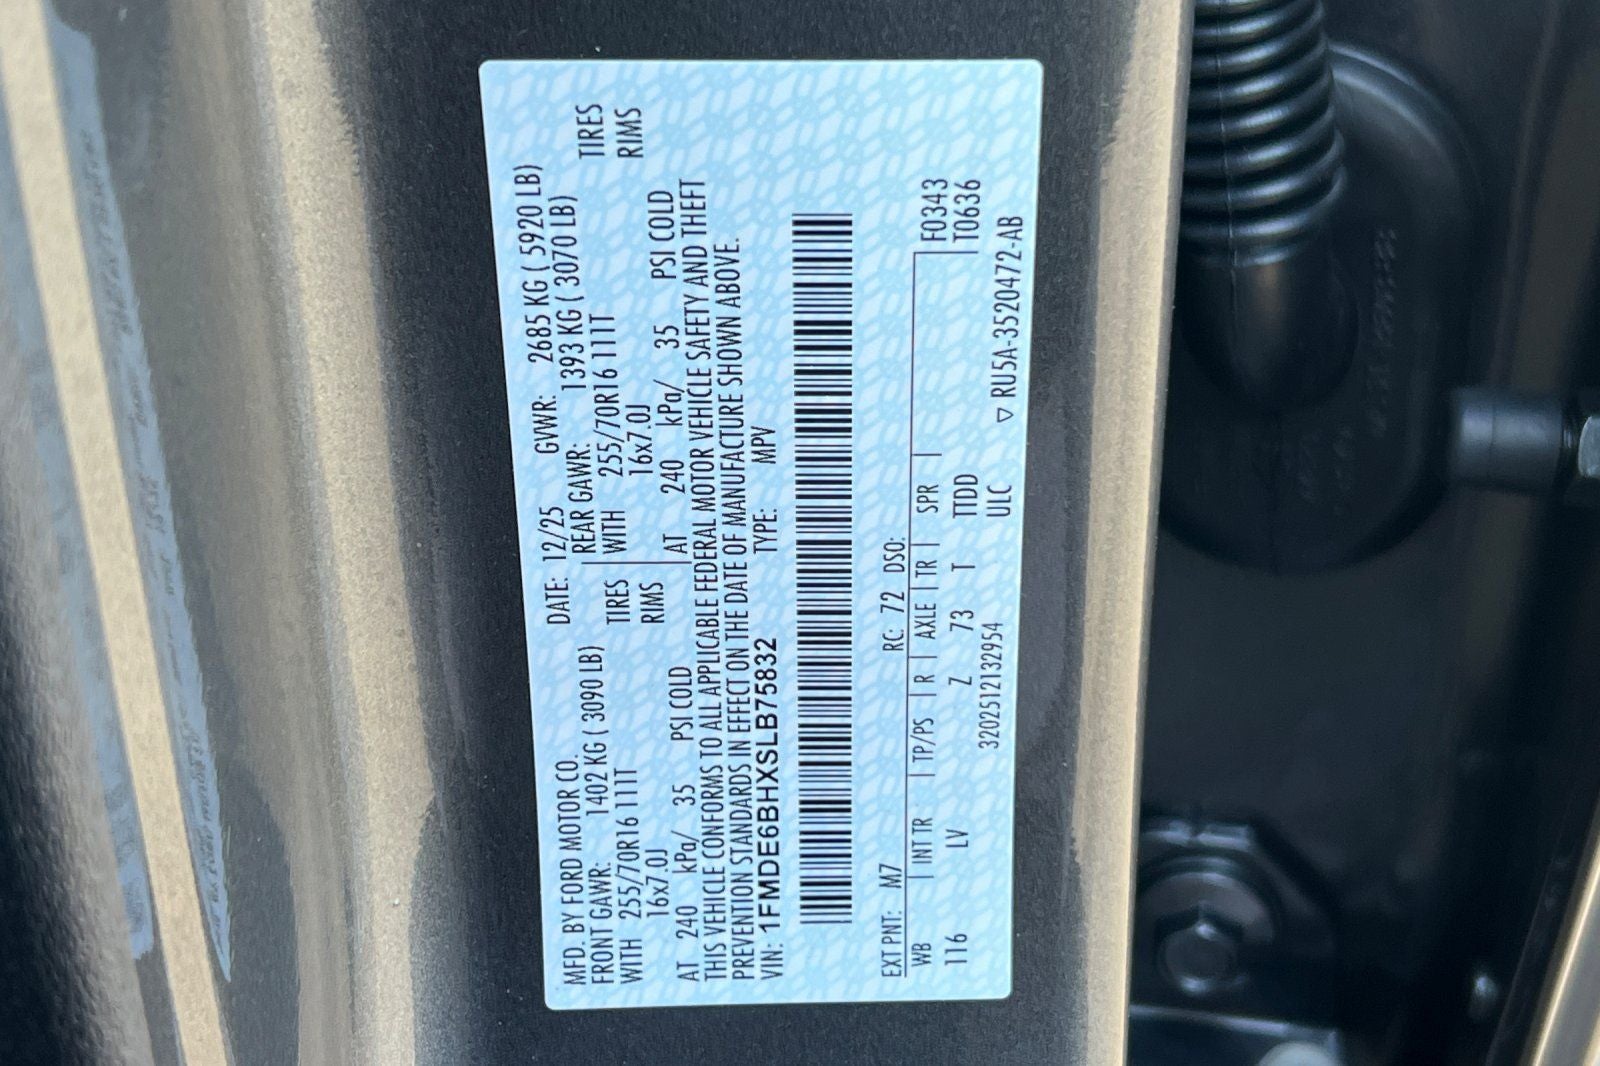 MFD. BY FORD MOTOR CO. DATE: 12/25 GVWR: 2685 KG ( 5920 LB)
FRONT GAWR: 1402 KG ( 3090 LB) REAR GAWR: 1393 KG ( 3070 LB)
WITH 255/70R16 111T TIRES WITH 255/70R16 111T TIRES
16x7.0J RIMS 16x7.0J RIMS
AT 240 kPa/ 35 PSI COLD AT 240 kPa/ 35 PSI COLD
THIS VEHICLE CONFORMS TO ALL APPLICABLE FEDERAL MOTOR VEHICLE SAFETY AND THEFT
PREVENTION STANDARDS IN EFFECT ON THE DATE OF MANUFACTURE SHOWN ABOVE.
VIN: 1FMDE6BHXSLB75832 TYPE: MPV
EXT PNT: M7 RC: 72 DSO:
WB INT TR TP/PS R AXLE TR SPR F0343
116 LV Z 73 T TTDD T0636
3202512132954 ULC ▽ RU5A-3520472-AB